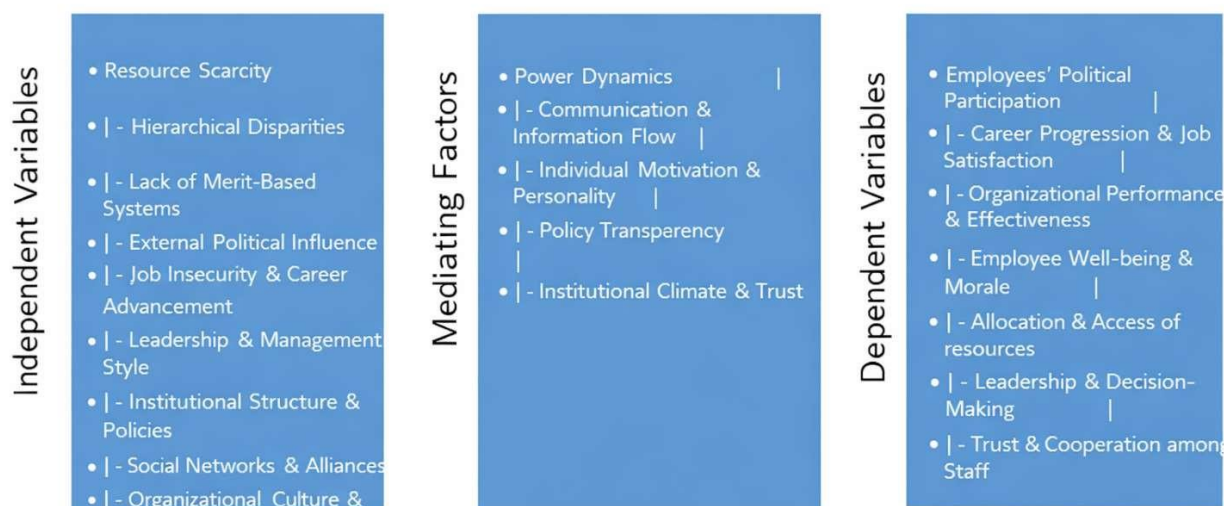 Independent Variables
• Resource Scarcity
• | - Hierarchical Disparities
• | - Lack of Merit-Based
Systems
• | - External Political Influence
• | - Job Insecurity & Career
Advancement
• | - Leadership & Management
Style
• | - Institutional Structure &
Policies
• | - Social Networks & Alliances
• | - Organizational Culture &
Mediating Factors
• Power Dynamics |
• | - Communication &
Information Flow |
• | - Individual Motivation &
Personality |
• | - Policy Transparency
|
• | - Institutional Climate & Trust
Dependent Variables
• Employees' Political
Participation |
• | - Career Progression & Job
Satisfaction |
• | - Organizational Performance
& Effectiveness
• | - Employee Well-being &
Morale |
• | - Allocation & Access of
resources
• | - Leadership & Decision-
Making |
• | - Trust & Cooperation among
Staff